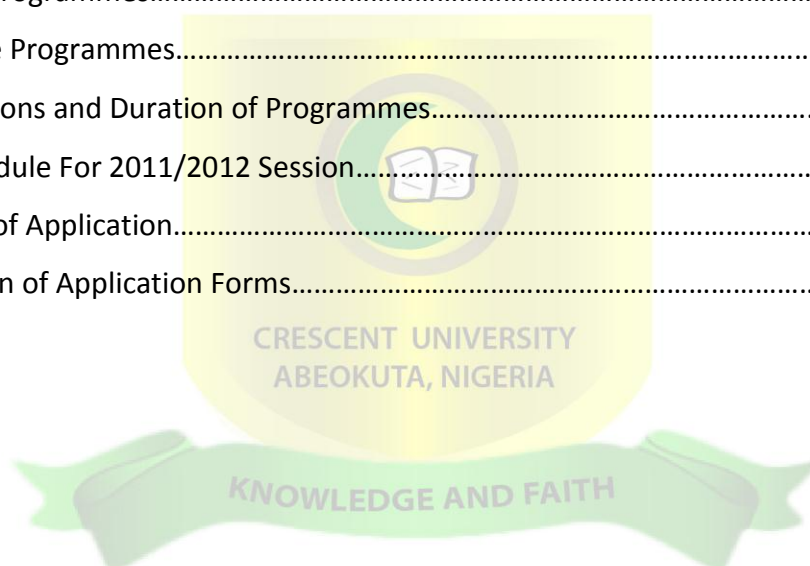 rogrammes……………………………………………………………………
e Programmes……………………………………………………………………
ons and Duration of Programmes………………………………………
dule For 2011/2012 Session………………………………………………
of Application……………………………………………………………………
n of Application Forms………………………………………………………
CRESCENT UNIVERSITY
ABEOKUTA, NIGERIA
KNOWLEDGE AND FAITH